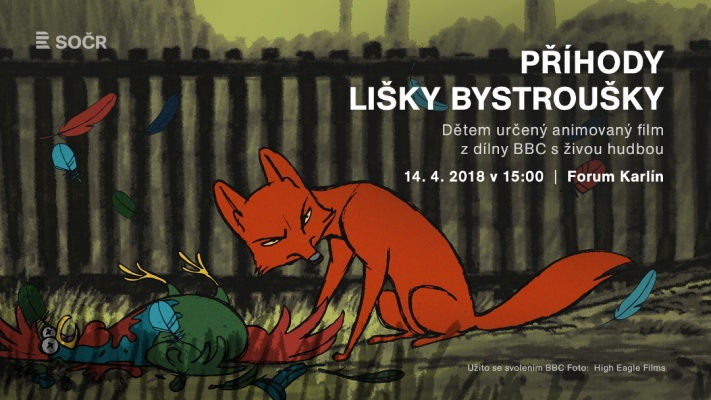 SOČR
PŘÍHODY
LIŠKY BYSTROUŠKY
Dětem určený animovaný film
z dílny BBC s živou hudbou
14. 4. 2018 v 15:00 | Forum Karlín
Užito se svolením BBC Foto: High Eagle Films